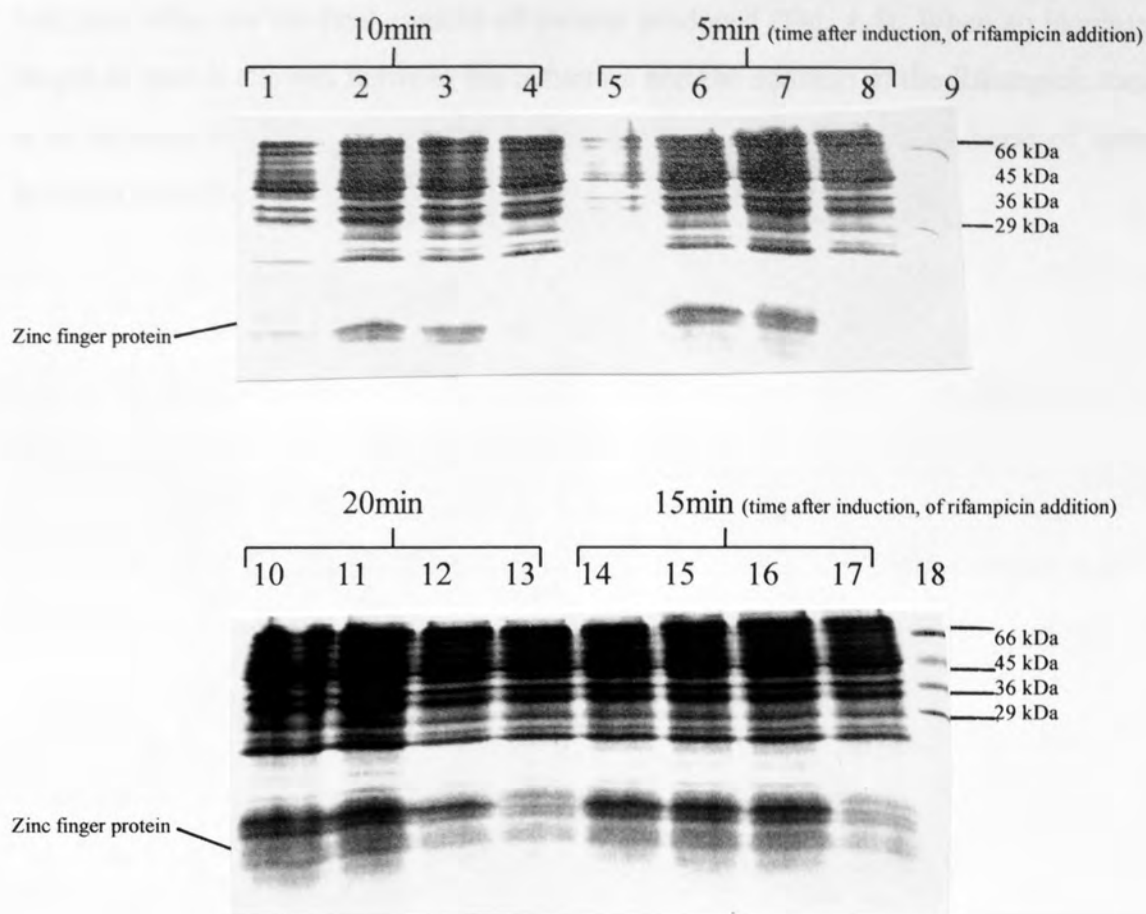 10min 5min (time after induction, of rifampicin addition)
1 2 3 4 5 6 7 8 9
66 kDa
45 kDa
36 kDa
29 kDa
Zinc finger protein
20min 15min (time after induction, of rifampicin addition)
10 11 12 13 14 15 16 17 18
66 kDa
45 kDa
36 kDa
29 kDa
Zinc finger protein